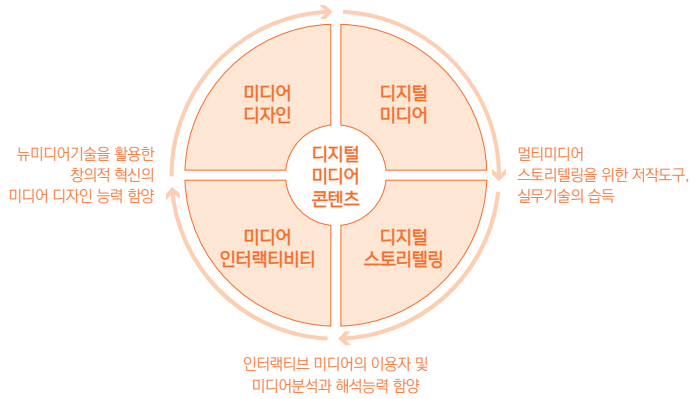 미디어
디자인
디지털
미디어
디지털
미디어
콘텐츠
뉴미디어기술을 활용한
창의적 혁신의
미디어 디자인 능력 함양
멀티미디어
스토리텔링을 위한 저작도구,
실무기술의 습득
미디어
인터랙티비티
디지털
스토리텔링
인터랙티브 미디어의 이용자 및
미디어분석과 해석능력 함양